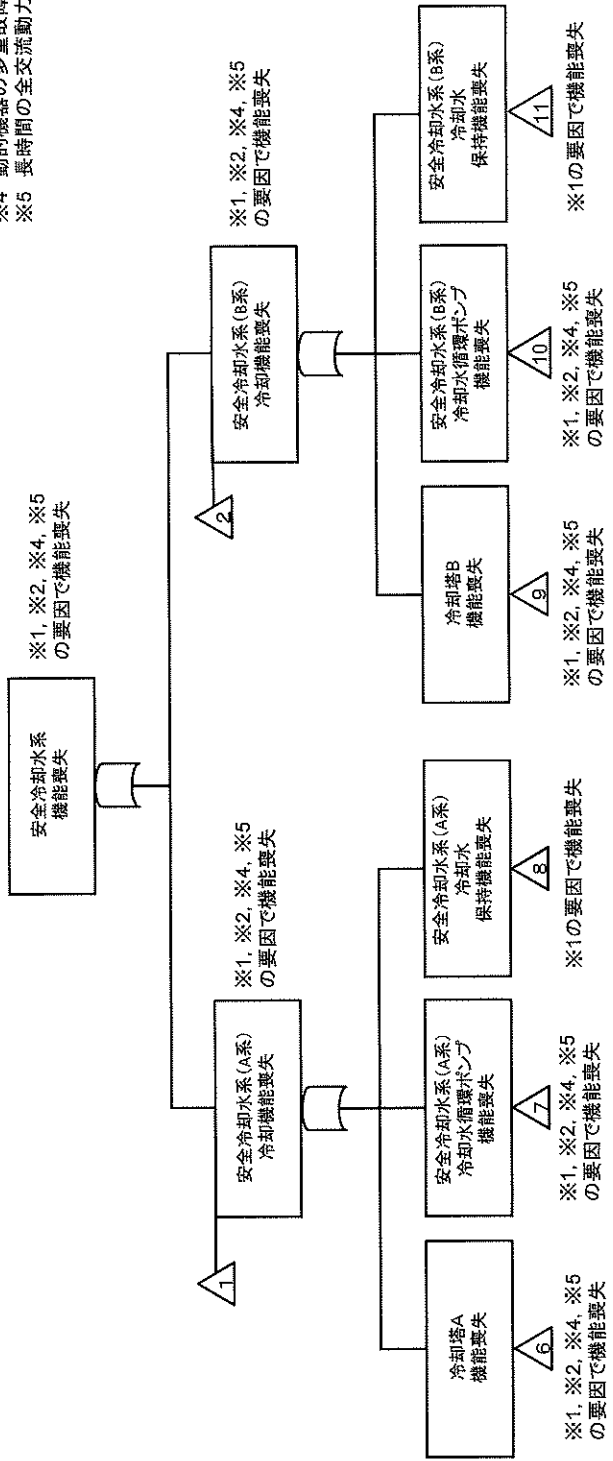 ※4 動的機器の多重故障
※5 長時間の全交流動力
安全冷却水系
機能喪失
※1, ※2, ※4, ※5
の要因で機能喪失
1
安全冷却水系(A系)
冷却機能喪失
※1, ※2, ※4, ※5
の要因で機能喪失
2
安全冷却水系(B系)
冷却機能喪失
※1, ※2, ※4, ※5
の要因で機能喪失
冷却塔A
機能喪失
6
※1, ※2, ※4, ※5
の要因で機能喪失
安全冷却水系(A系)
冷却水循環ポンプ
機能喪失
7
※1, ※2, ※4, ※5
の要因で機能喪失
安全冷却水系(A系)
冷却水
保持機能喪失
8
※1の要因で機能喪失
冷却塔B
機能喪失
9
※1, ※2, ※4, ※5
の要因で機能喪失
安全冷却水系(B系)
冷却水循環ポンプ
機能喪失
10
※1, ※2, ※4, ※5
の要因で機能喪失
安全冷却水系(B系)
冷却水
保持機能喪失
11
※1の要因で機能喪失